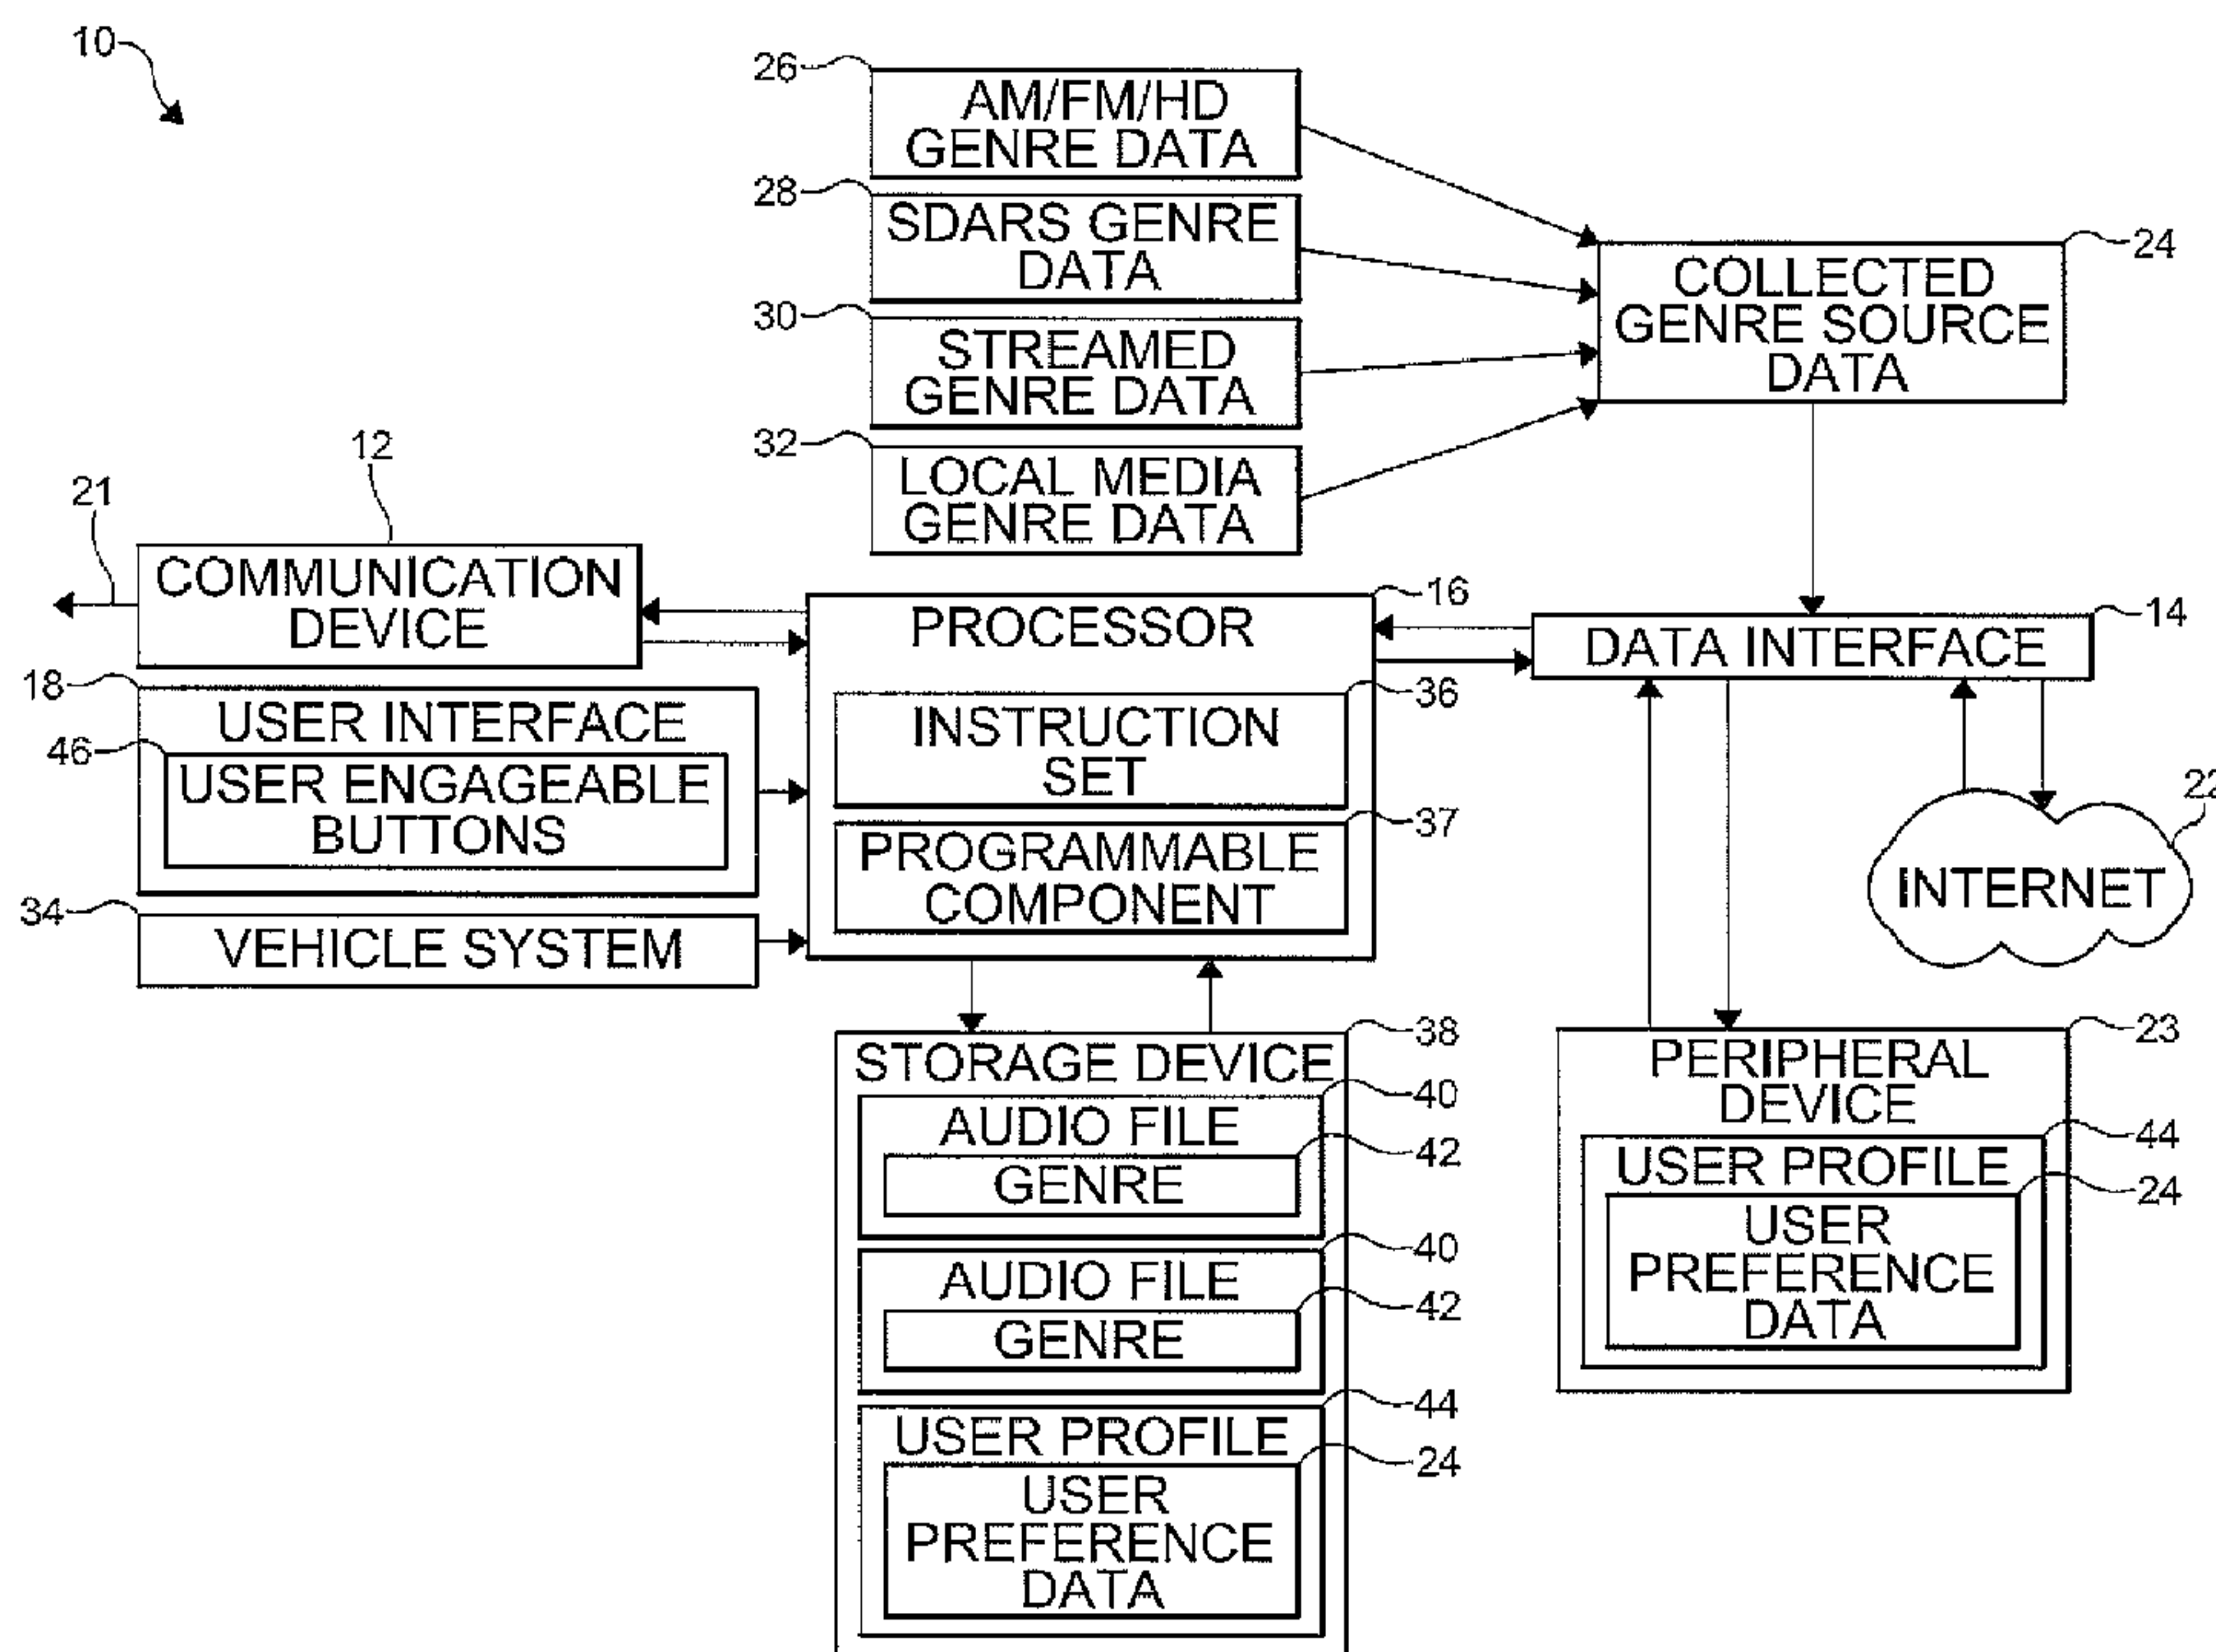 10
26
AM/FM/HD
GENRE DATA
28
SDARS GENRE
DATA
30
STREAMED
GENRE DATA
32
LOCAL MEDIA
GENRE DATA
24
COLLECTED
GENRE SOURCE
DATA
21
12
COMMUNICATION
DEVICE
18
USER INTERFACE
46
USER ENGAGEABLE
BUTTONS
34
VEHICLE SYSTEM
16
PROCESSOR
36
INSTRUCTION
SET
37
PROGRAMMABLE
COMPONENT
14
DATA INTERFACE
22
INTERNET
38
STORAGE DEVICE
40
AUDIO FILE
42
GENRE
40
AUDIO FILE
42
GENRE
44
USER PROFILE
24
USER
PREFERENCE
DATA
23
PERIPHERAL
DEVICE
44
USER PROFILE
24
USER
PREFERENCE
DATA